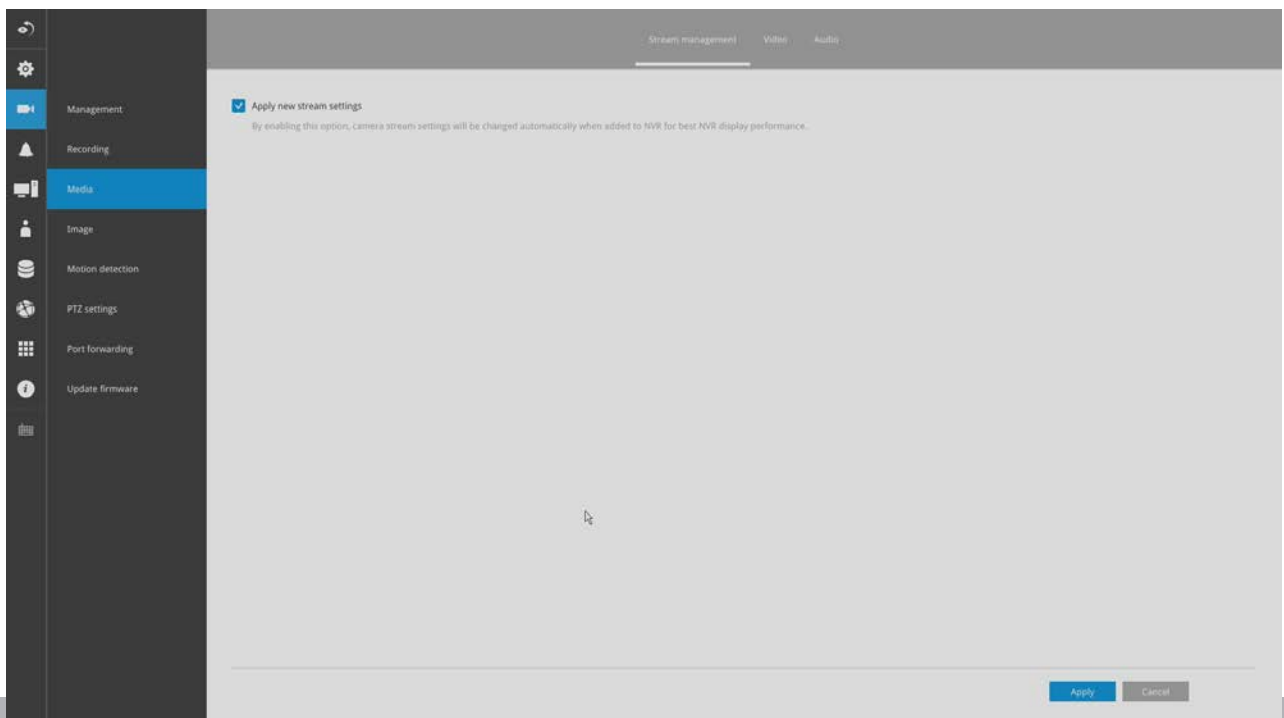 Stream management Video Audio
Apply new stream settings
By enabling this option, camera stream settings will be changed automatically when added to NVR for best NVR display performance.
Management
Recording
Media
Image
Motion detection
PTZ settings
Port forwarding
Update firmware
Apply Cancel